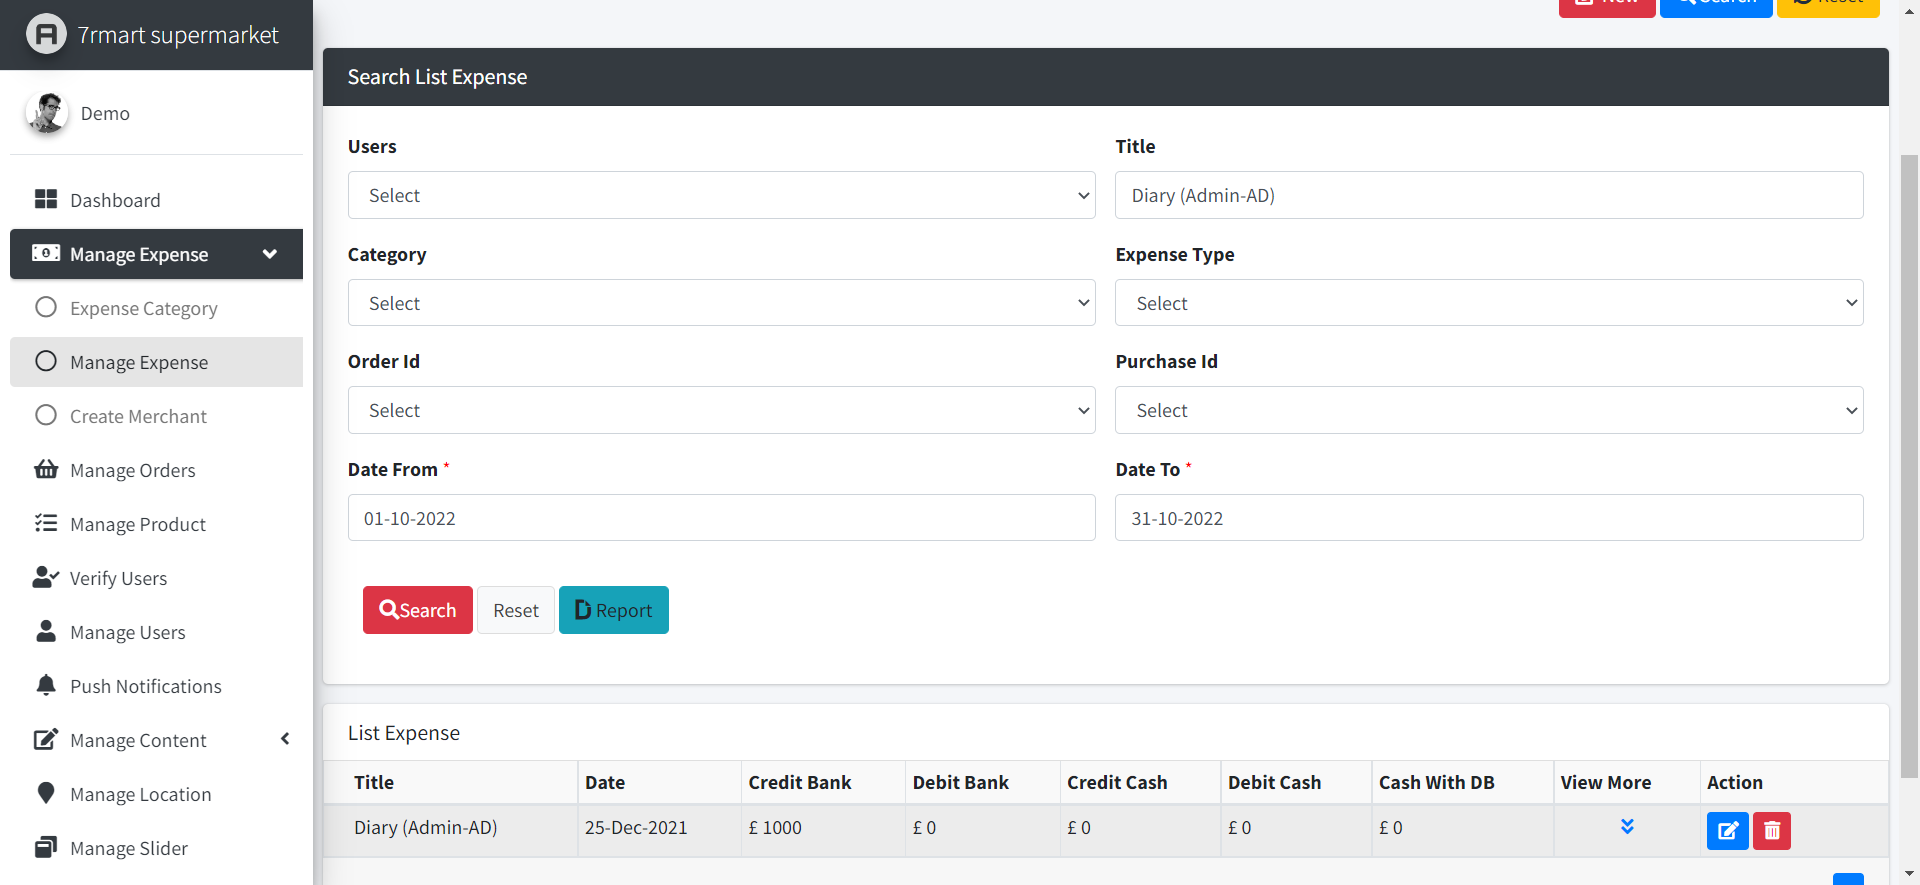 7rmart supermarket
Demo
Dashboard
Manage Expense
Expense Category
Manage Expense
Create Merchant
Manage Orders
Manage Product
Verify Users
Manage Users
Push Notifications
Manage Content
Manage Location
Manage Slider
New Search Reset
Search List Expense
Users Title
Select Diary (Admin-AD)
Category Expense Type
Select Select
Order Id Purchase Id
Select Select
Date From * Date To *
01-10-2022 31-10-2022
Search Reset Report
List Expense
Title Date Credit Bank Debit Bank Credit Cash Debit Cash Cash With DB View More Action
Diary (Admin-AD) 25-Dec-2021 £ 1000 £ 0 £ 0 £ 0 £ 0